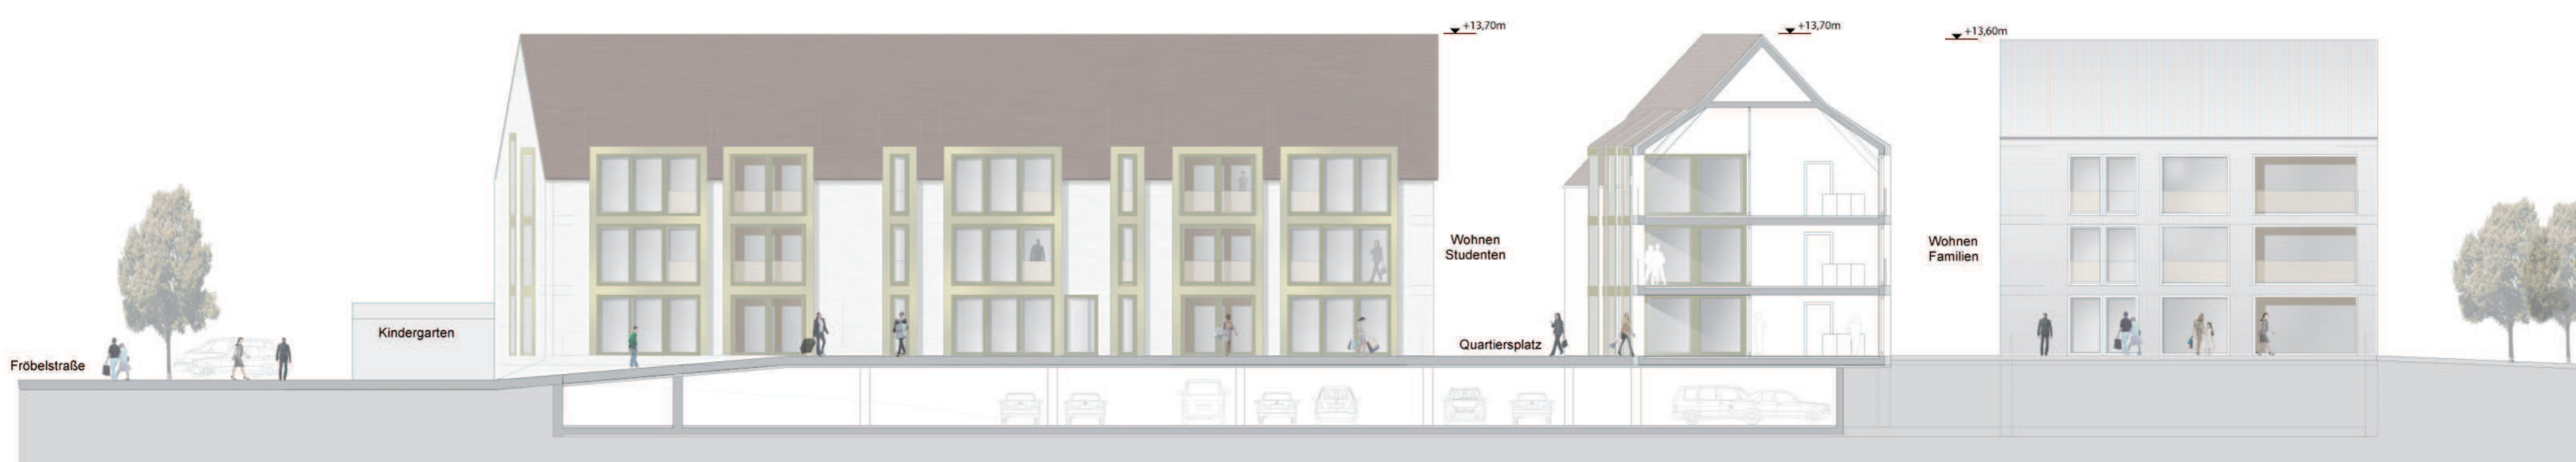 +13,70m
+13,70m
+13,60m
Wohnen
Studenten
Wohnen
Familien
Kindergarten
Quartiersplatz
Fröbelstraße